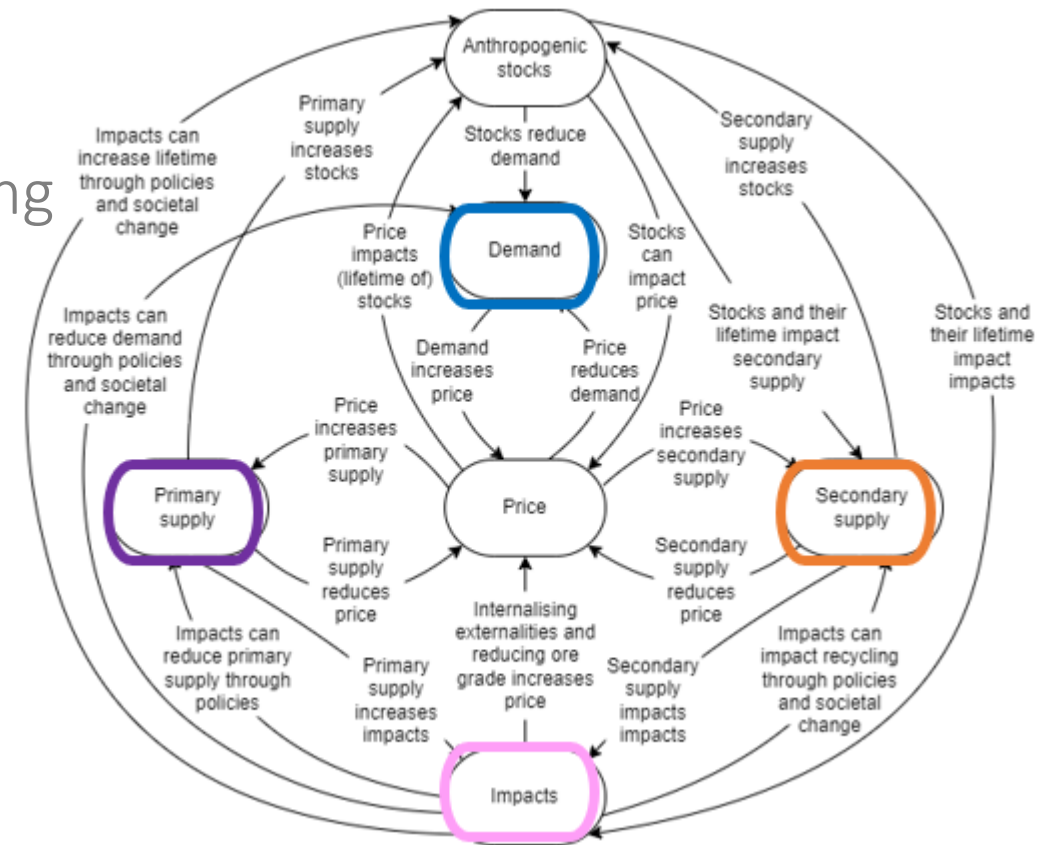 Anthropogenic
stocks
Primary
supply
increases
stocks
Stocks reduce
demand
Secondary
supply
increases
stocks
Impacts can
increase lifetime
through policies
and societal
change
ng
Price
impacts
(lifetime of)
stocks
Demand
Stocks
can
impact
price
Impacts can
reduce demand
through policies
and societal
change
Demand
increases
price
Price
reduces
demand
Stocks and their
lifetime impact
secondary
supply
Stocks and
their lifetime
impact
impacts
Price
increases
primary
supply
Price
increases
secondary
supply
Primary
supply
Price
Secondary
supply
Primary
supply
reduces
price
Secondary
supply
reduces
price
Impacts can
reduce primary
supply through
policies
Primary
supply
increases
impacts
Internalising
externalities and
reducing ore
grade increases
price
Secondary
supply
impacts
impacts
Impacts can
impact recycling
through policies
and societal
change
Impacts